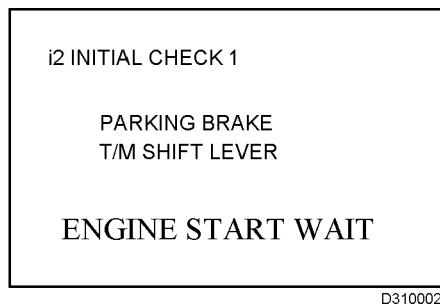 i2 INITIAL CHECK 1
PARKING BRAKE
T/M SHIFT LEVER
ENGINE START WAIT
D310002